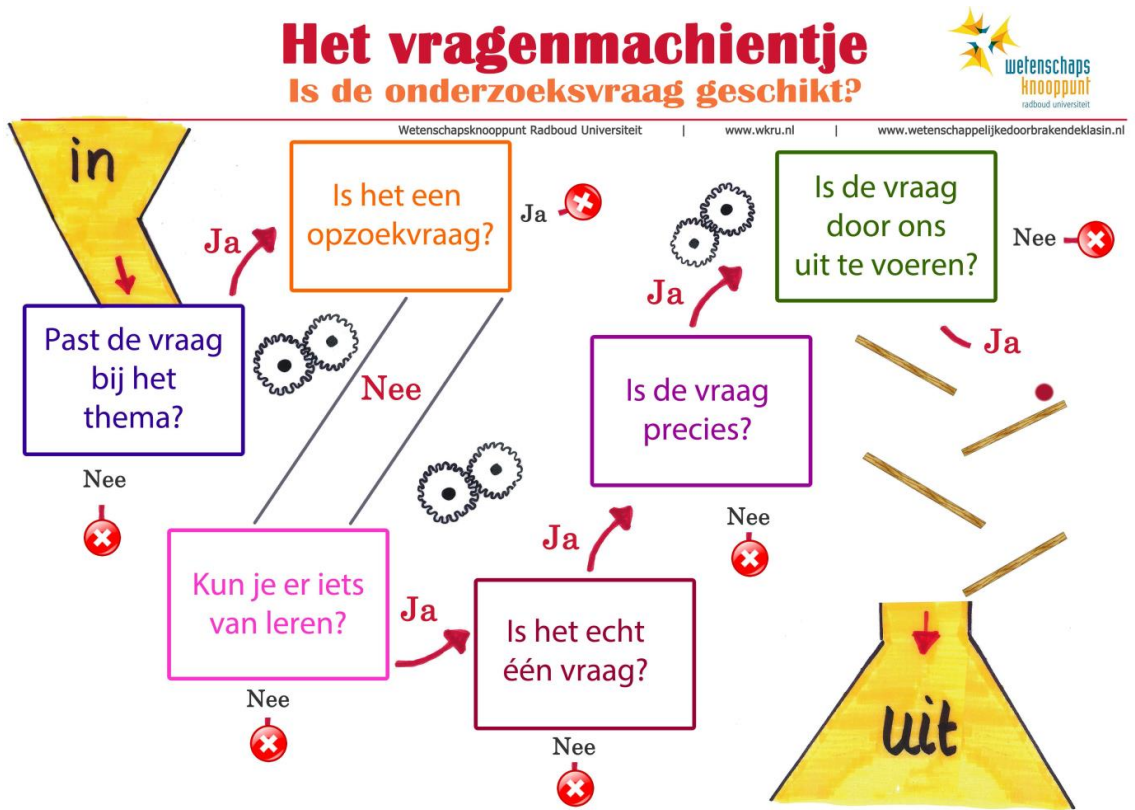 Het vragenmachientje
Is de onderzoeksvraag geschikt?
wetenschaps
knooppunt
radboud universiteit
Wetenschapsknooppunt Radboud Universiteit | www.wkru.nl | www.wetenschappelijkedoorbrakendeklasin.nl
in
Past de vraag
bij het
thema?
Nee
Ja
Is het een
opzoekvraag?
Ja
Nee
Kun je er iets
van leren?
Nee
Ja
Is het echt
één vraag?
Nee
Ja
Is de vraag
precies?
Nee
Ja
Is de vraag
door ons
uit te voeren?
Nee
Ja
uit